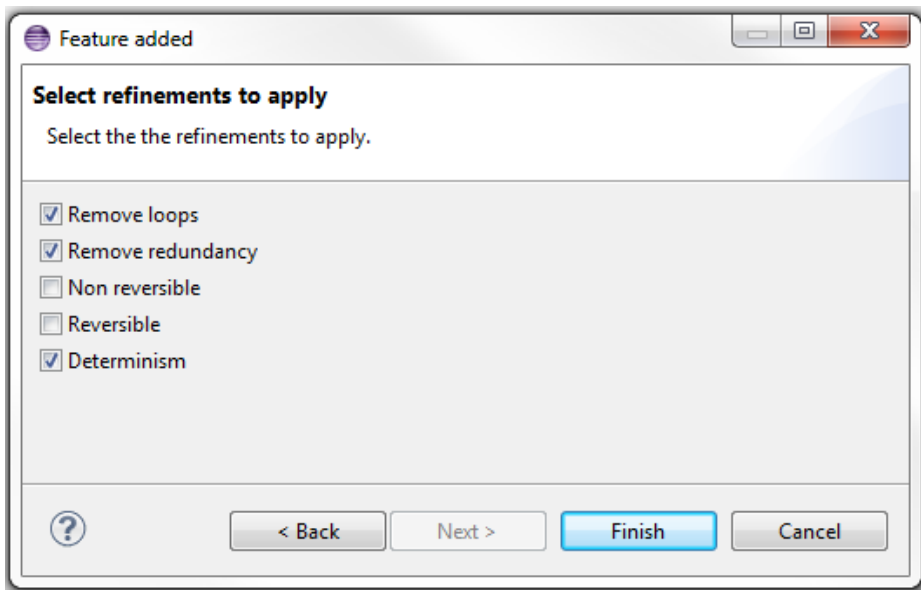 Feature added
Select refinements to apply
Select the the refinements to apply.
Remove loops
Remove redundancy
Non reversible
Reversible
Determinism
? < Back Next > Finish Cancel